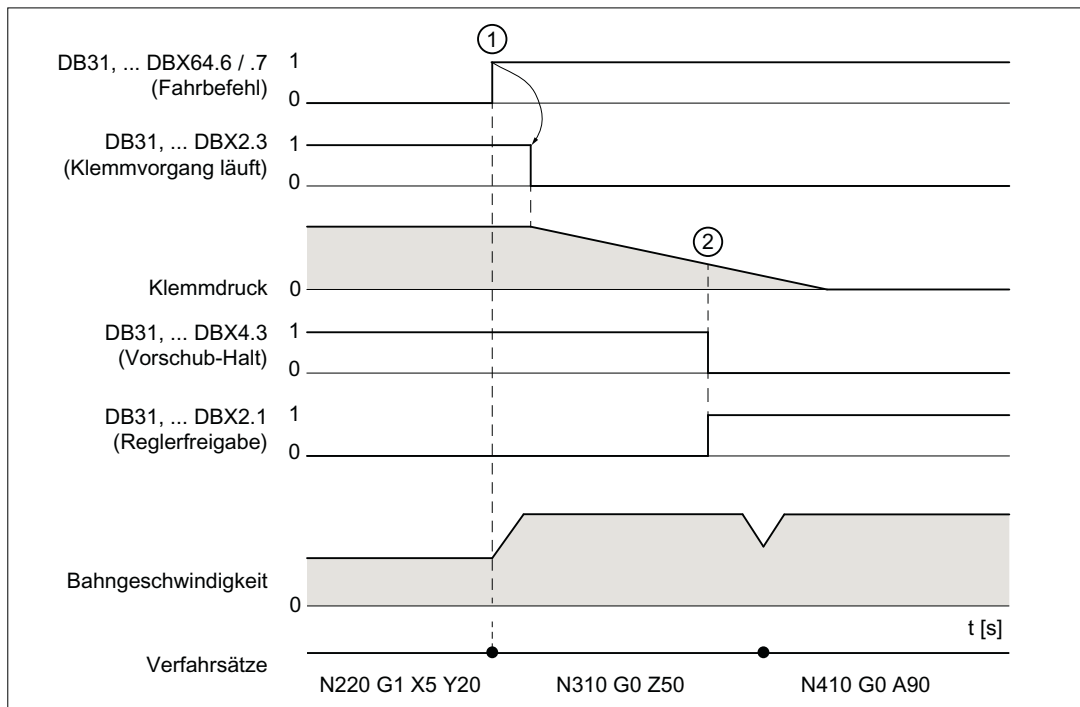 ①
DB31, ... DBX64.6 / .7
(Fahrbefehl)
1
0
DB31, ... DBX2.3
(Klemmvorgang läuft)
1
0
②
Klemmdruck
0
DB31, ... DBX4.3
(Vorschub-Halt)
1
0
DB31, ... DBX2.1
(Reglerfreigabe)
1
0
Bahngeschwindigkeit
0
t [s]
Verfahrsätze
N220 G1 X5 Y20
N310 G0 Z50
N410 G0 A90